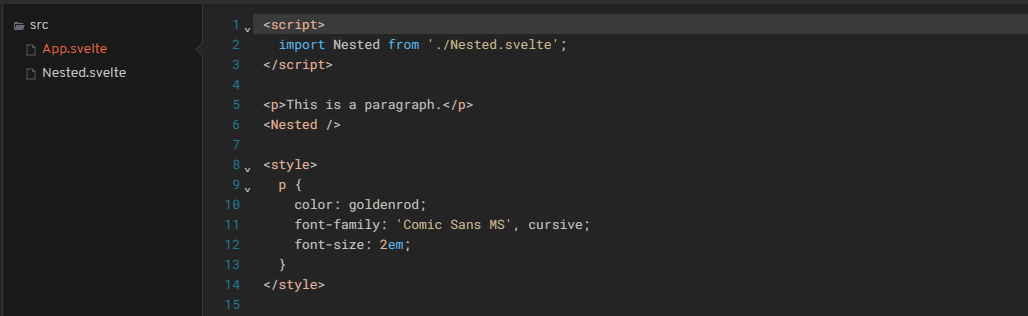 src
App.svelte
Nested.svelte
1 <script>
2   import Nested from './Nested.svelte';
3 </script>
4
5 <p>This is a paragraph.</p>
6 <Nested />
7
8 <style>
9   p {
10     color: goldenrod;
11     font-family: 'Comic Sans MS', cursive;
12     font-size: 2em;
13   }
14 </style>
15